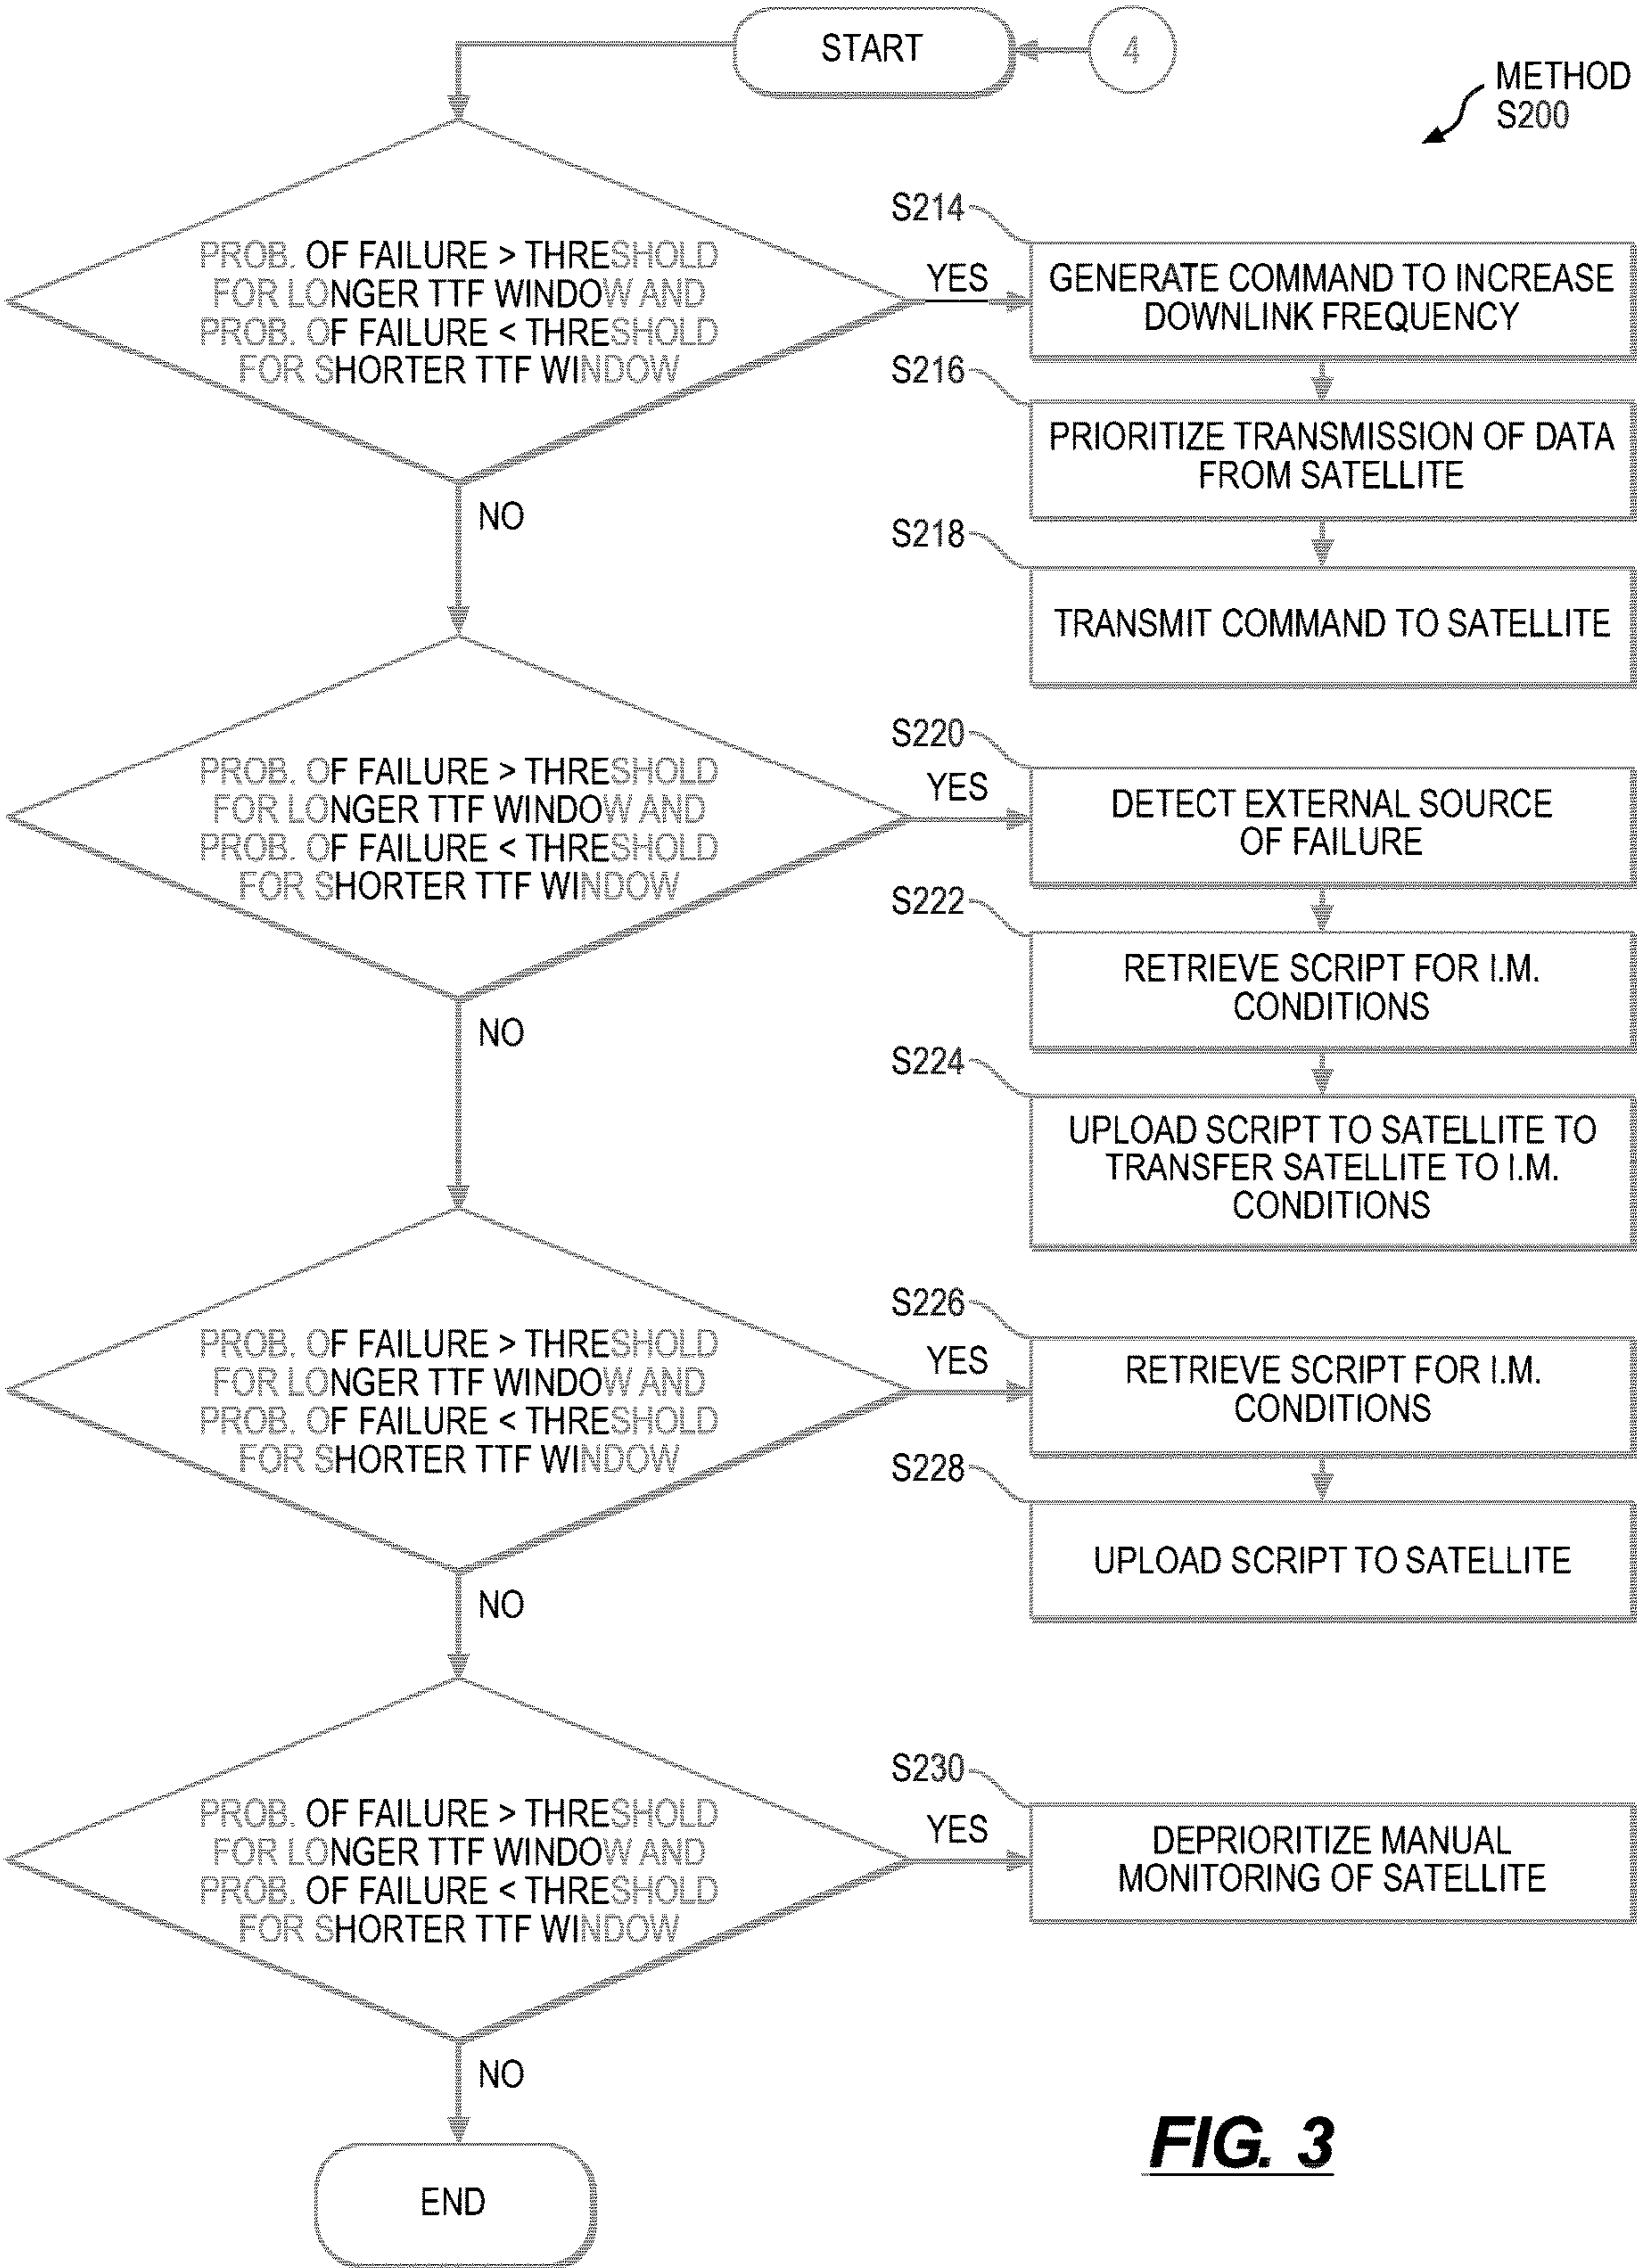 START
4
METHOD
S200
PROB. OF FAILURE > THRESHOLD
FOR LONGER TTF WINDOW AND
PROB. OF FAILURE < THRESHOLD
FOR SHORTER TTF WINDOW
YES
NO
S214
GENERATE COMMAND TO INCREASE
DOWNLINK FREQUENCY
S216
PRIORITIZE TRANSMISSION OF DATA
FROM SATELLITE
S218
TRANSMIT COMMAND TO SATELLITE
PROB. OF FAILURE > THRESHOLD
FOR LONGER TTF WINDOW AND
PROB. OF FAILURE < THRESHOLD
FOR SHORTER TTF WINDOW
YES
NO
S220
DETECT EXTERNAL SOURCE
OF FAILURE
S222
RETRIEVE SCRIPT FOR I.M.
CONDITIONS
S224
UPLOAD SCRIPT TO SATELLITE TO
TRANSFER SATELLITE TO I.M.
CONDITIONS
PROB. OF FAILURE > THRESHOLD
FOR LONGER TTF WINDOW AND
PROB. OF FAILURE < THRESHOLD
FOR SHORTER TTF WINDOW
YES
NO
S226
RETRIEVE SCRIPT FOR I.M.
CONDITIONS
S228
UPLOAD SCRIPT TO SATELLITE
PROB. OF FAILURE > THRESHOLD
FOR LONGER TTF WINDOW AND
PROB. OF FAILURE < THRESHOLD
FOR SHORTER TTF WINDOW
YES
NO
S230
DEPRIORITIZE MANUAL
MONITORING OF SATELLITE
END
FIG. 3